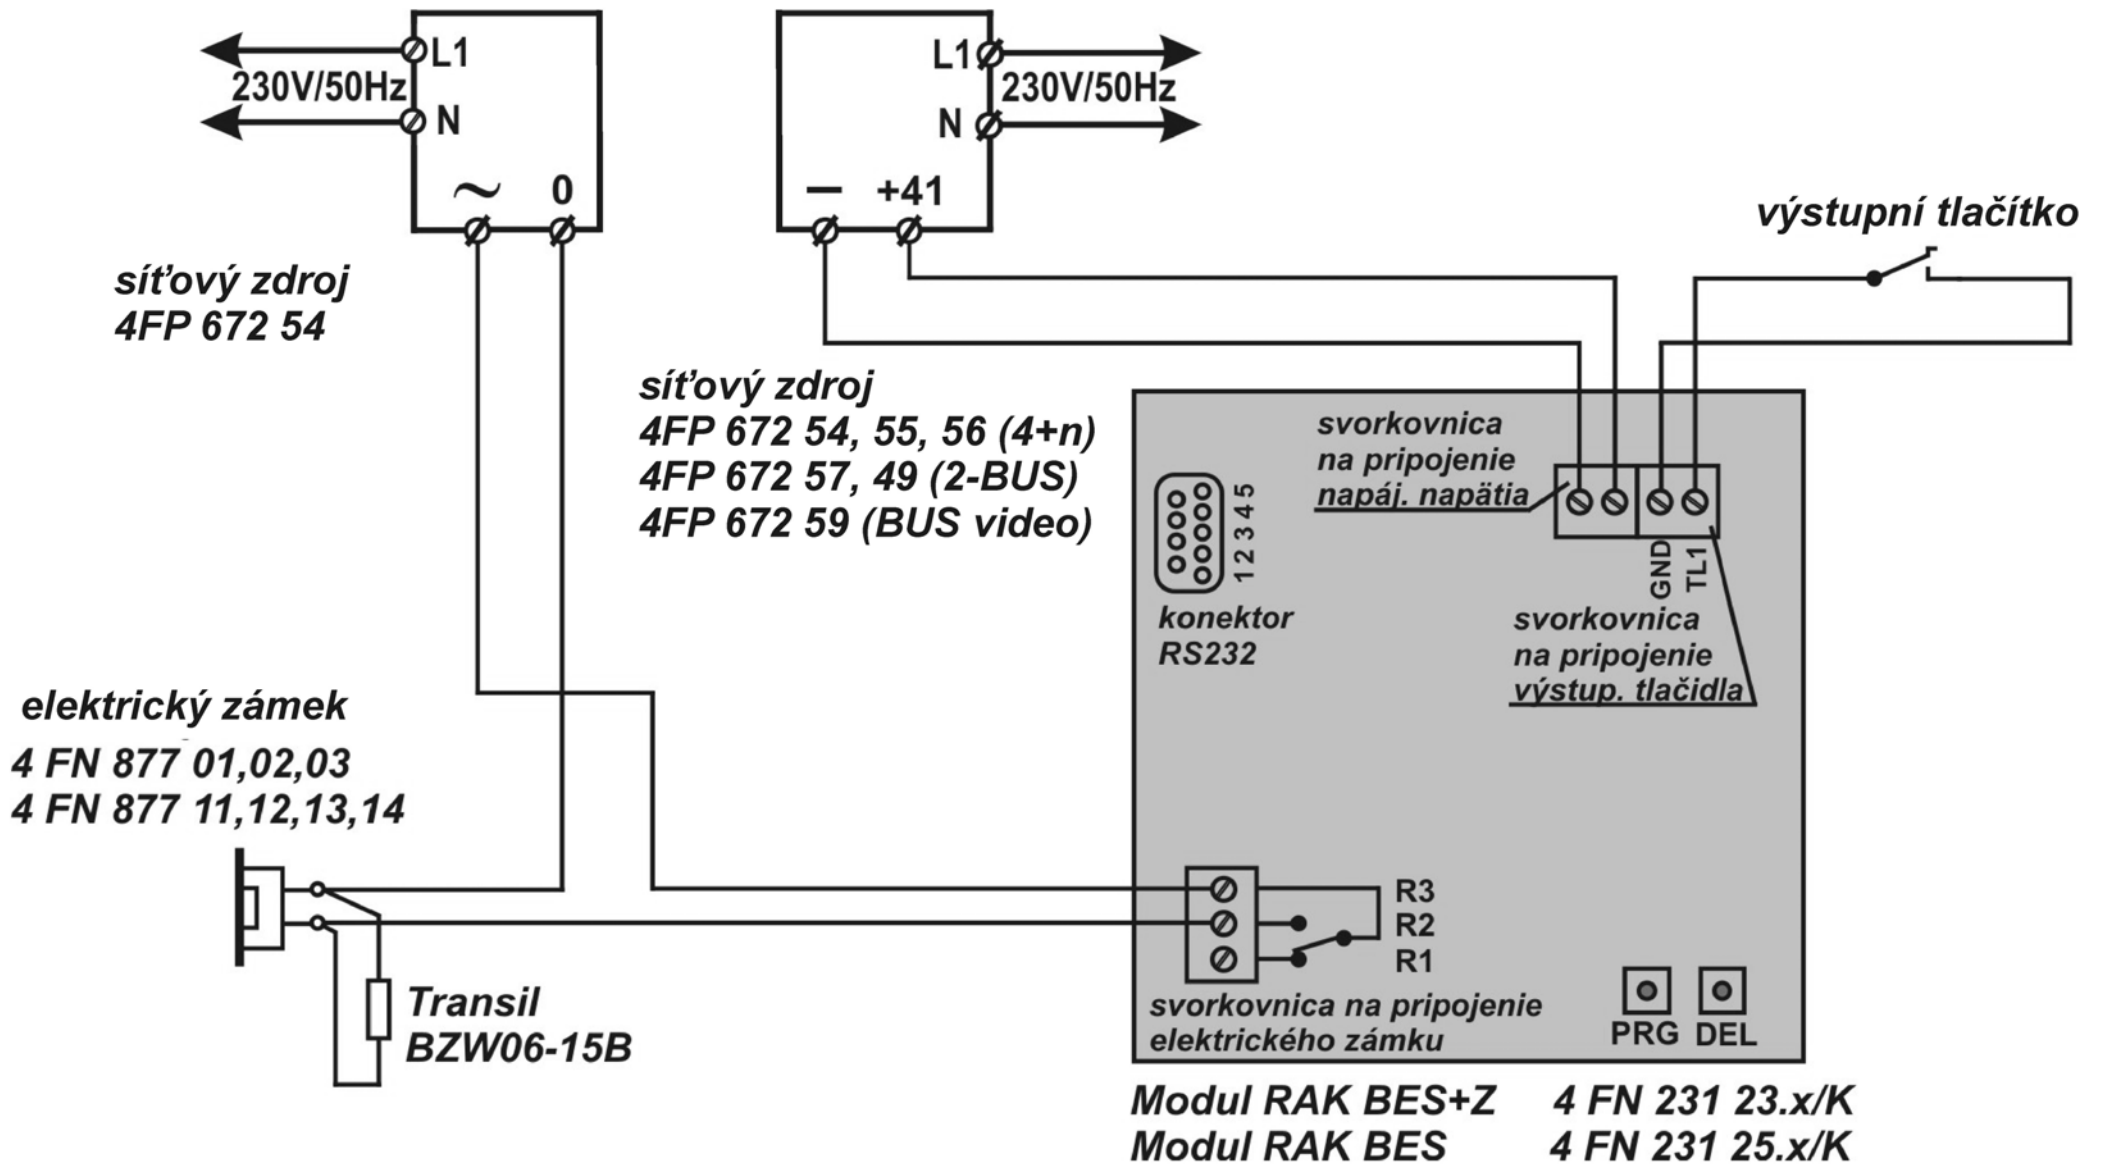 L1
230V/50Hz
N
~ 0
L1
230V/50Hz
N
– +41
výstupní tlačítko
síťový zdroj
4FP 672 54
síťový zdroj
4FP 672 54, 55, 56 (4+n)
4FP 672 57, 49 (2-BUS)
4FP 672 59 (BUS video)
svorkovnica
na pripojenie
napáj. napätia
1 2 3 4 5
konektor
RS232
GND
TL1
svorkovnica
na pripojenie
výstup. tlačidla
elektrický zámek
4 FN 877 01,02,03
4 FN 877 11,12,13,14
Transil
BZW06-15B
R3
R2
R1
svorkovnica na pripojenie
elektrického zámku
PRG DEL
Modul RAK BES+Z 4 FN 231 23.x/K
Modul RAK BES 4 FN 231 25.x/K